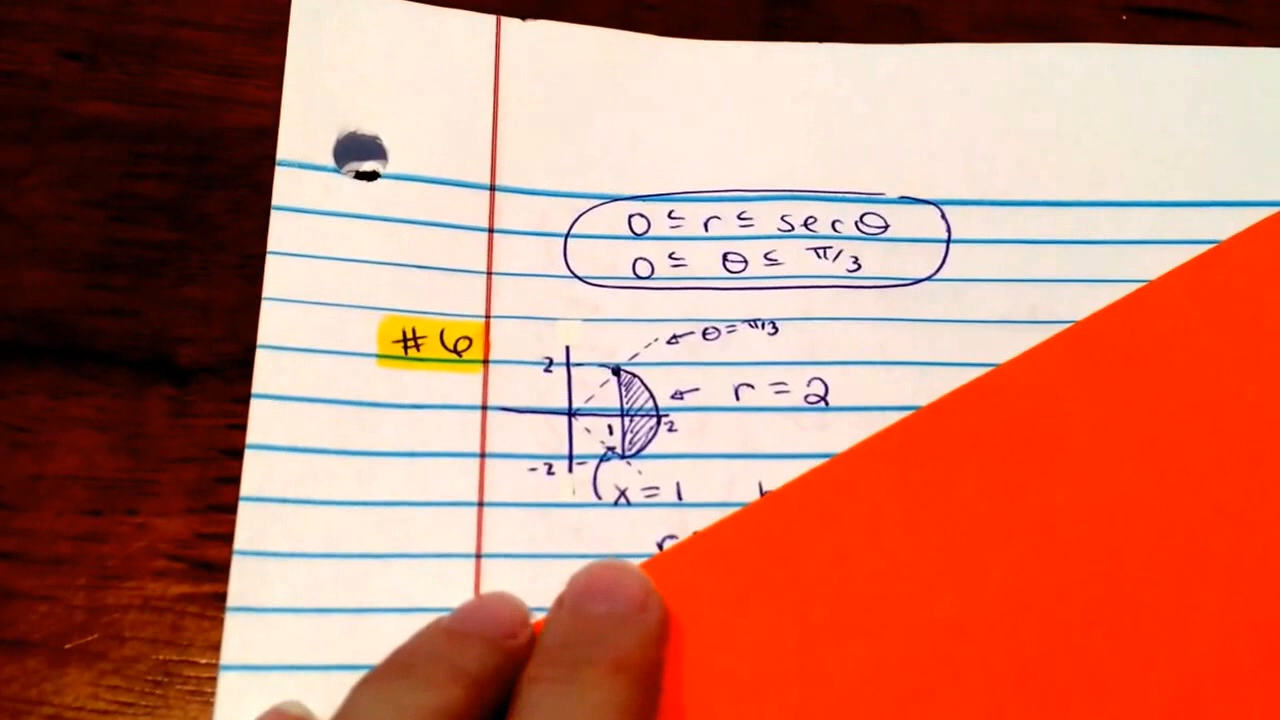 0 ≤ r ≤ sec θ
0 ≤ θ ≤ π/3
#6
← θ = π/3
2
← r = 2
1
2
-2
x = 1
r